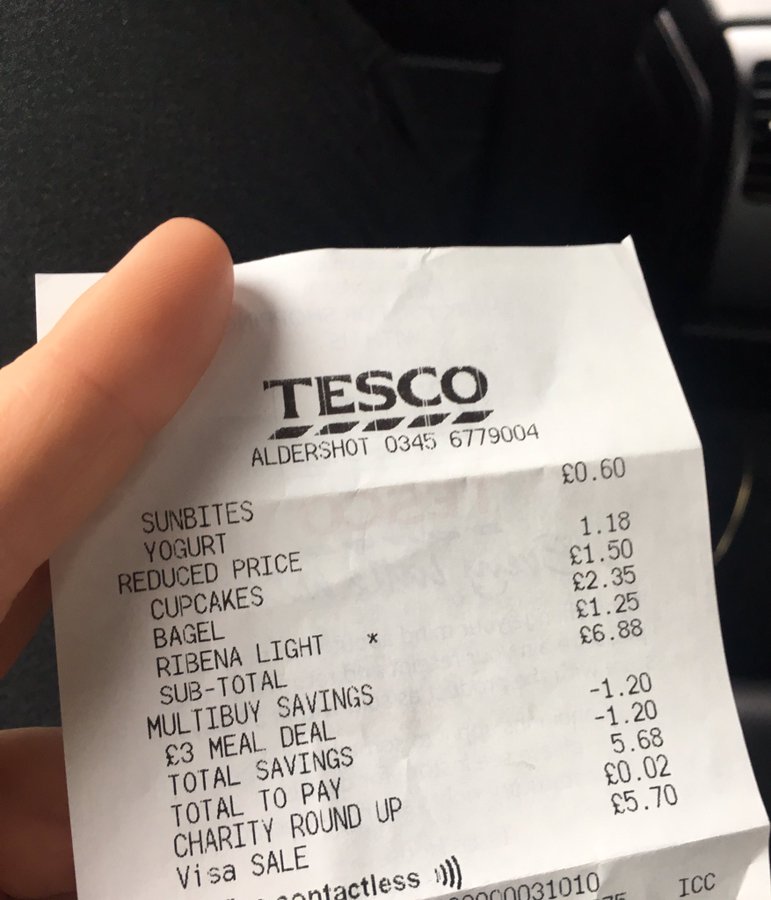 TESCO
ALDERSHOT 0345 6779004
SUNBITES £0.60
YOGURT
REDUCED PRICE 1.18
CUPCAKES £1.50
BAGEL £2.35
RIBENA LIGHT * £1.25
SUB-TOTAL £6.88
MULTIBUY SAVINGS
£3 MEAL DEAL -1.20
TOTAL SAVINGS -1.20
TOTAL TO PAY 5.68
CHARITY ROUND UP £0.02
Visa SALE £5.70
contactless
ICC